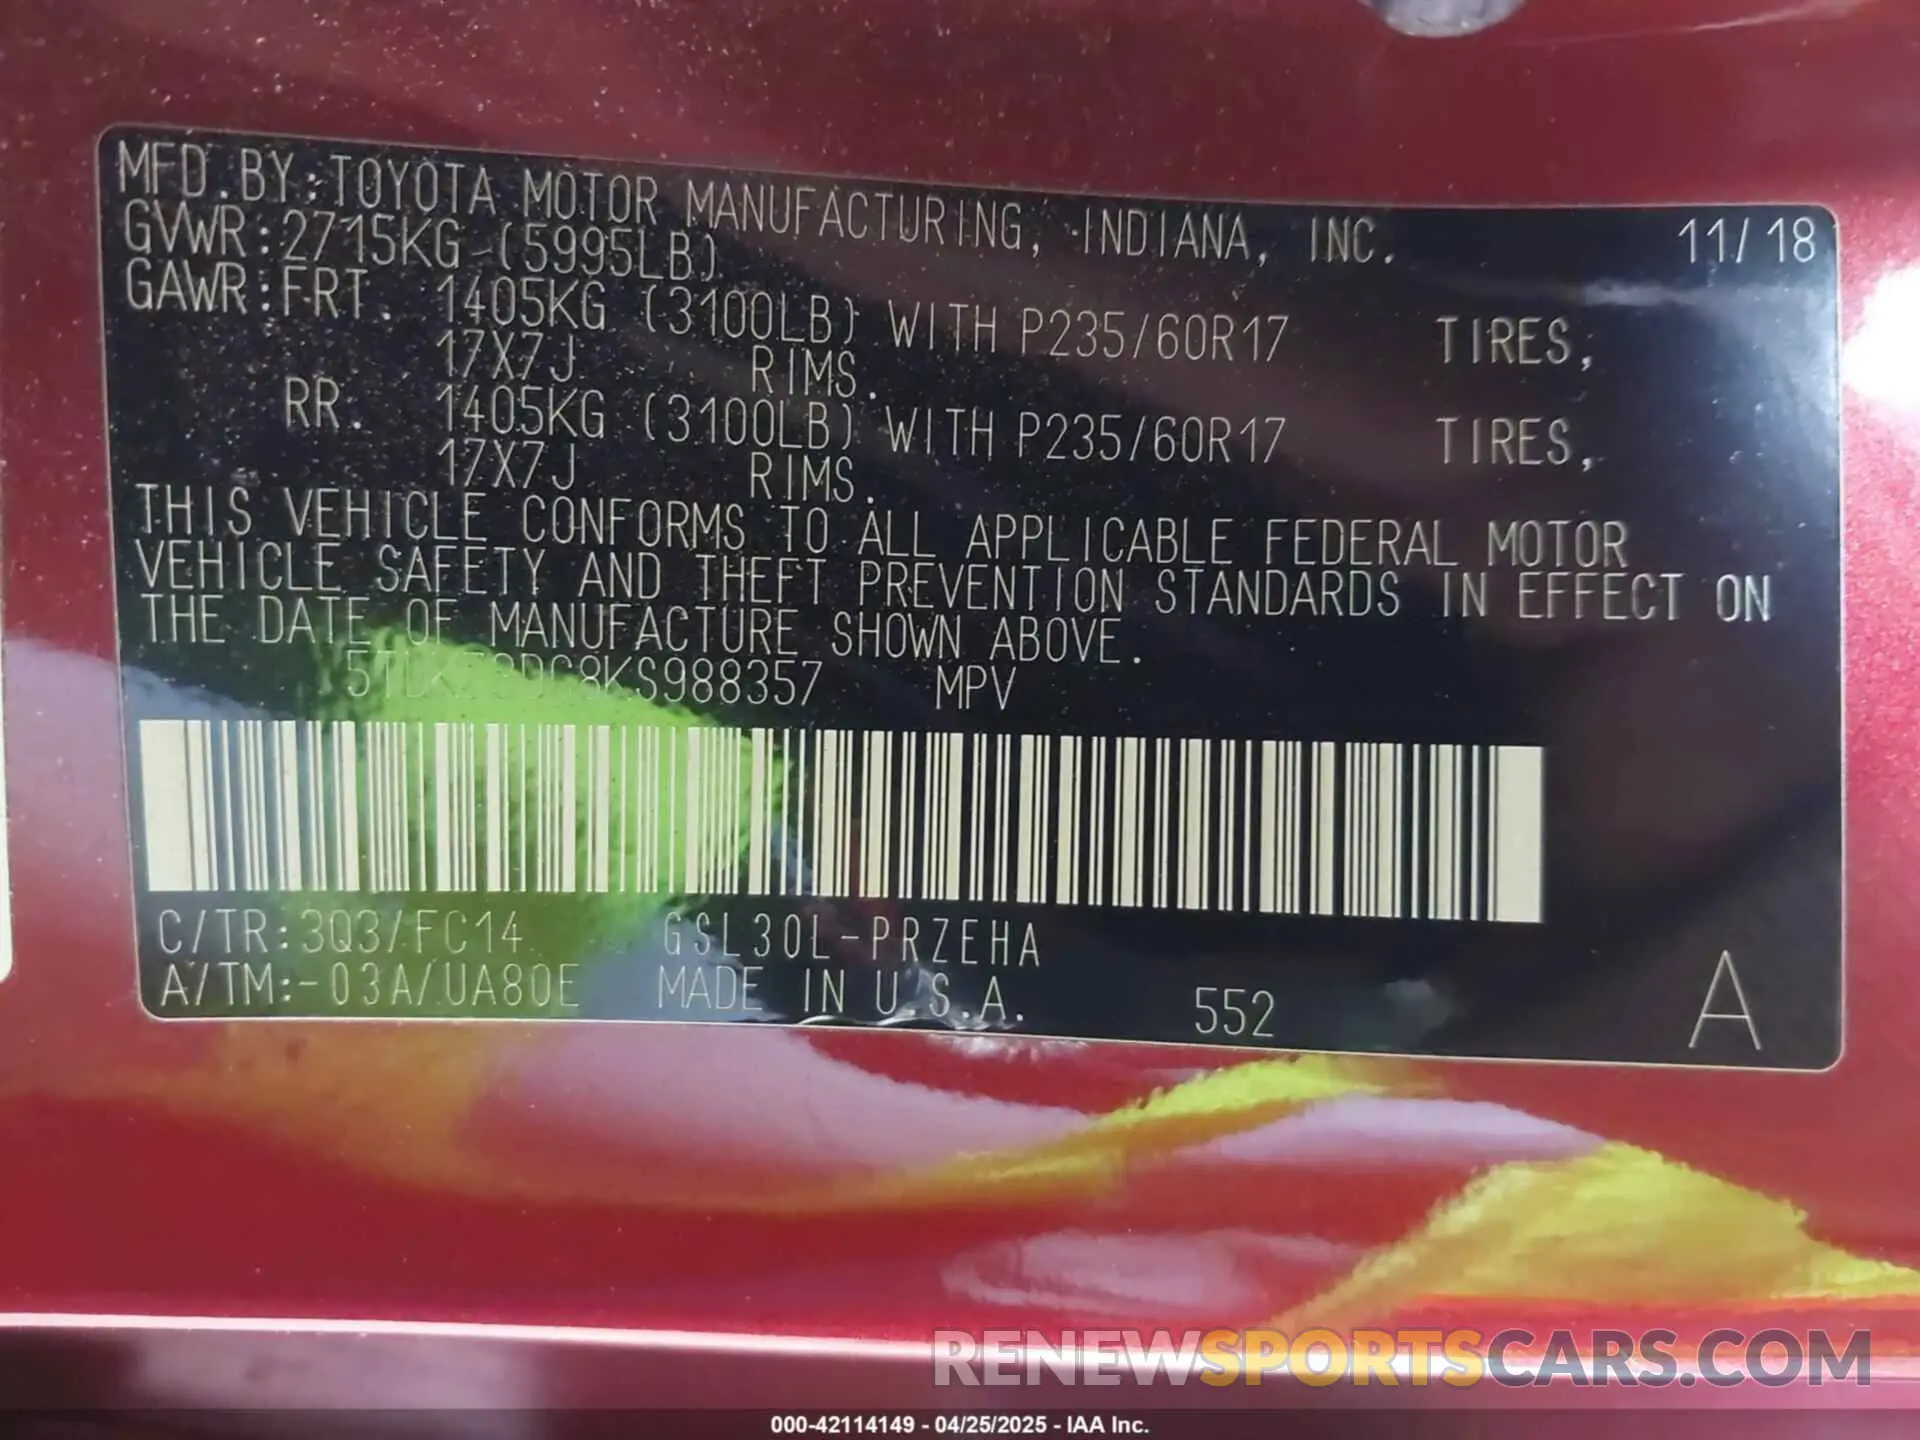 MFD.BY:TOYOTA MOTOR MANUFACTURING, INDIANA, INC. 11/18
GVWR:2715KG (5995LB)
GAWR:FRT. 1405KG (3100LB) WITH P235/60R17 TIRES,
17X7J RIMS.
RR. 1405KG (3100LB) WITH P235/60R17 TIRES,
17X7J RIMS.
THIS VEHICLE CONFORMS TO ALL APPLICABLE FEDERAL MOTOR
VEHICLE SAFETY AND THEFT PREVENTION STANDARDS IN EFFECT ON
THE DATE OF MANUFACTURE SHOWN ABOVE.
MPV
C/TR:3Q3/FC14 GSL30L-PRZEHA
A/TM:-03A/UA80E MADE IN U.S.A. 552 A
RENEWSPORTSCARS.COM
000-42114149 - 04/25/2025 - IAA Inc.